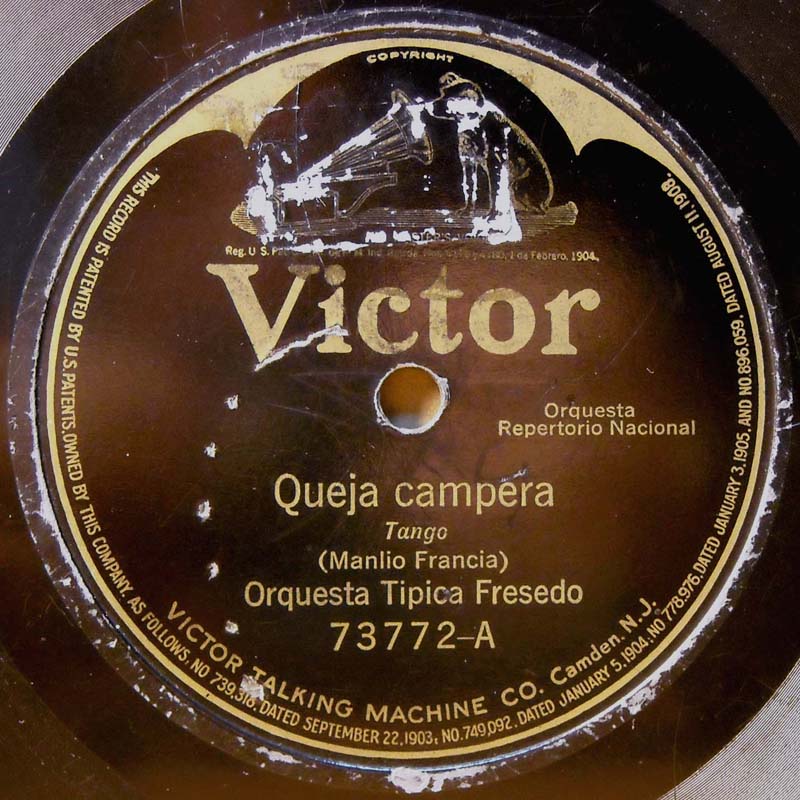 COPYRIGHT
Reg. U.S. 1 de Febrero, 1904.
Victor
Orquesta
Repertorio Nacional
Queja campera
Tango
(Manlio Francia)
Orquesta Tipica Fresedo
73772-A
VICTOR TALKING MACHINE CO. Camden. N.J.
THIS RECORD IS PATENTED BY U.S. PATENTS, OWNED BY THIS COMPANY, AS FOLLOWS, NO 739,318, DATED SEPTEMBER 22, 1903; NO. 749,092. DATED JANUARY 5, 1904. NO 778,976. DATED JANUARY 3, 1905. AND NO. 896,059. DATED AUGUST 11, 1908.